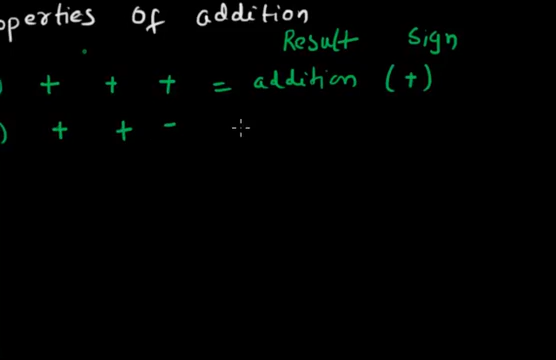 operties of addition
Result Sign
) + + + = addition (+)
) + + -